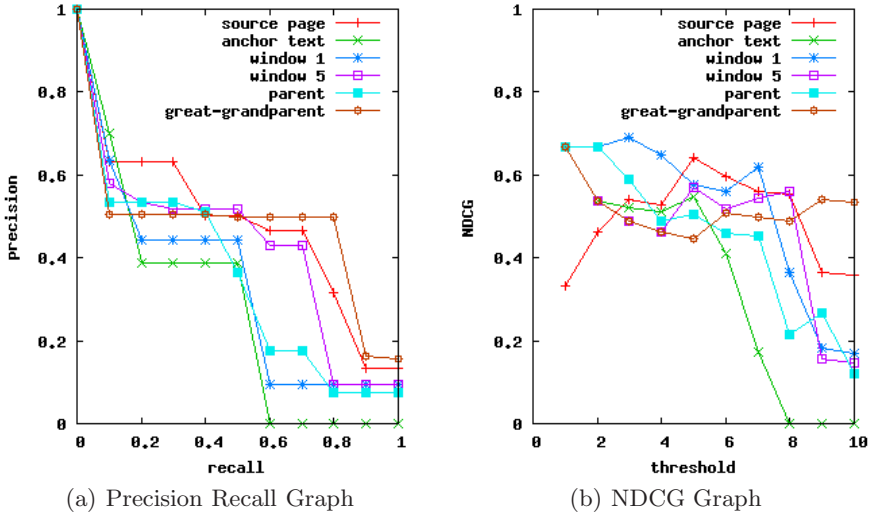 source page
anchor text
window 1
window 5
parent
great-grandparent
1
0.8
0.6
0.4
0.2
0
precision
0 0.2 0.4 0.6 0.8 1
recall
(a) Precision Recall Graph
source page
anchor text
window 1
window 5
parent
great-grandparent
1
0.8
0.6
0.4
0.2
0
NDCG
0 2 4 6 8 10
threshold
(b) NDCG Graph